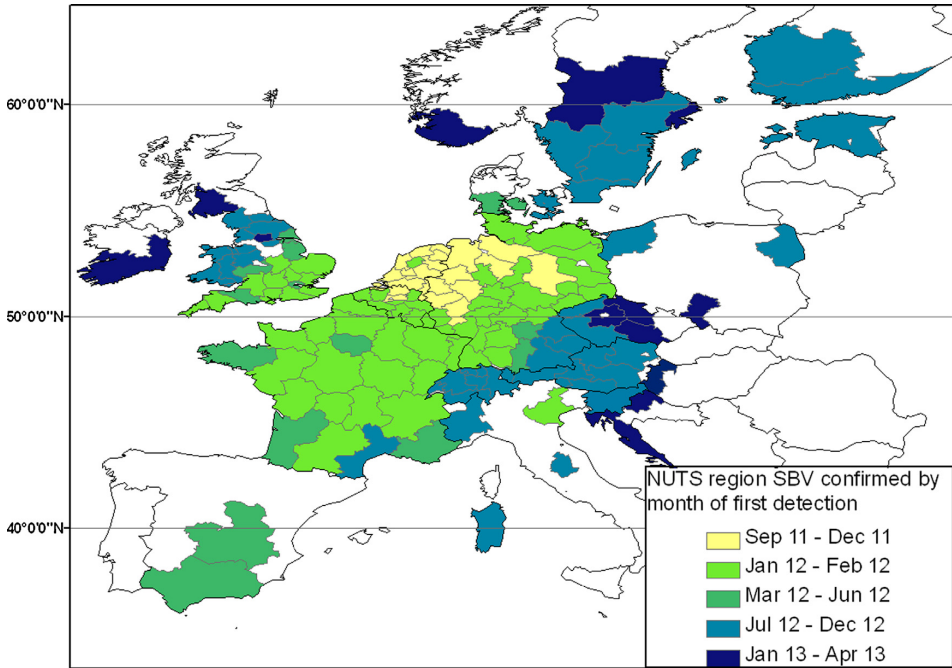 60°0'0"N
50°0'0"N
40°0'0"N
NUTS region SBV confirmed by
month of first detection
Sep 11 - Dec 11
Jan 12 - Feb 12
Mar 12 - Jun 12
Jul 12 - Dec 12
Jan 13 - Apr 13